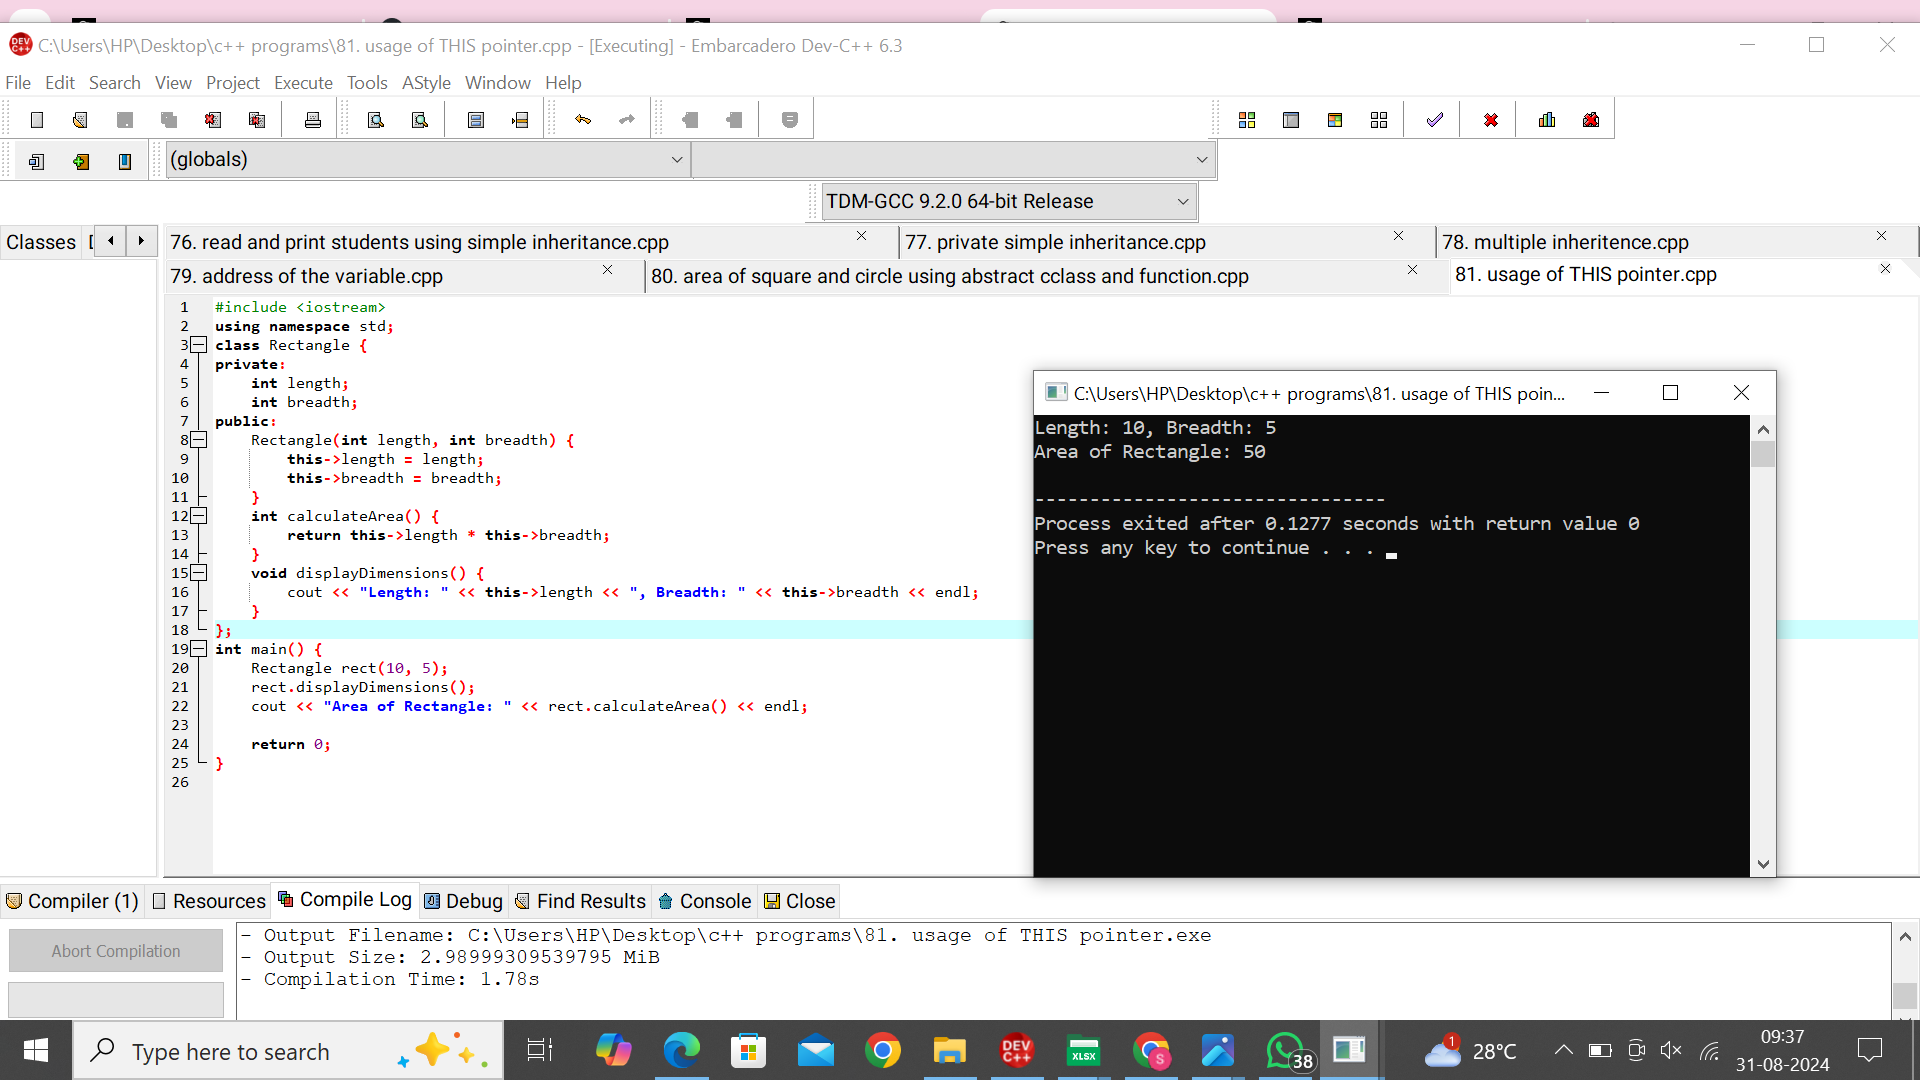 C:\Users\HP\Desktop\c++ programs\81. usage of THIS pointer.cpp - [Executing] - Embarcadero Dev-C++ 6.3
File Edit Search View Project Execute Tools AStyle Window Help
(globals)
TDM-GCC 9.2.0 64-bit Release
Classes
76. read and print students using simple inheritance.cpp
77. private simple inheritance.cpp
78. multiple inheritence.cpp
79. address of the variable.cpp
80. area of square and circle using abstract cclass and function.cpp
81. usage of THIS pointer.cpp
1 #include <iostream>
2 using namespace std;
3 class Rectangle {
4 private:
5     int length;
6     int breadth;
7 public:
8     Rectangle(int length, int breadth) {
9         this->length = length;
10         this->breadth = breadth;
11     }
12     int calculateArea() {
13         return this->length * this->breadth;
14     }
15     void displayDimensions() {
16         cout << "Length: " << this->length << ", Breadth: " << this->breadth << endl;
17     }
18 };
19 int main() {
20     Rectangle rect(10, 5);
21     rect.displayDimensions();
22     cout << "Area of Rectangle: " << rect.calculateArea() << endl;
23
24     return 0;
25 }
26
C:\Users\HP\Desktop\c++ programs\81. usage of THIS poin...
Length: 10, Breadth: 5
Area of Rectangle: 50
--------------------------------
Process exited after 0.1277 seconds with return value 0
Press any key to continue . . .
Compiler (1) Resources Compile Log Debug Find Results Console Close
Abort Compilation
- Output Filename: C:\Users\HP\Desktop\c++ programs\81. usage of THIS pointer.exe
- Output Size: 2.98999309539795 MiB
- Compilation Time: 1.78s
Type here to search
DEV C++
XLSX
S
38
1
28°C
09:37
31-08-2024